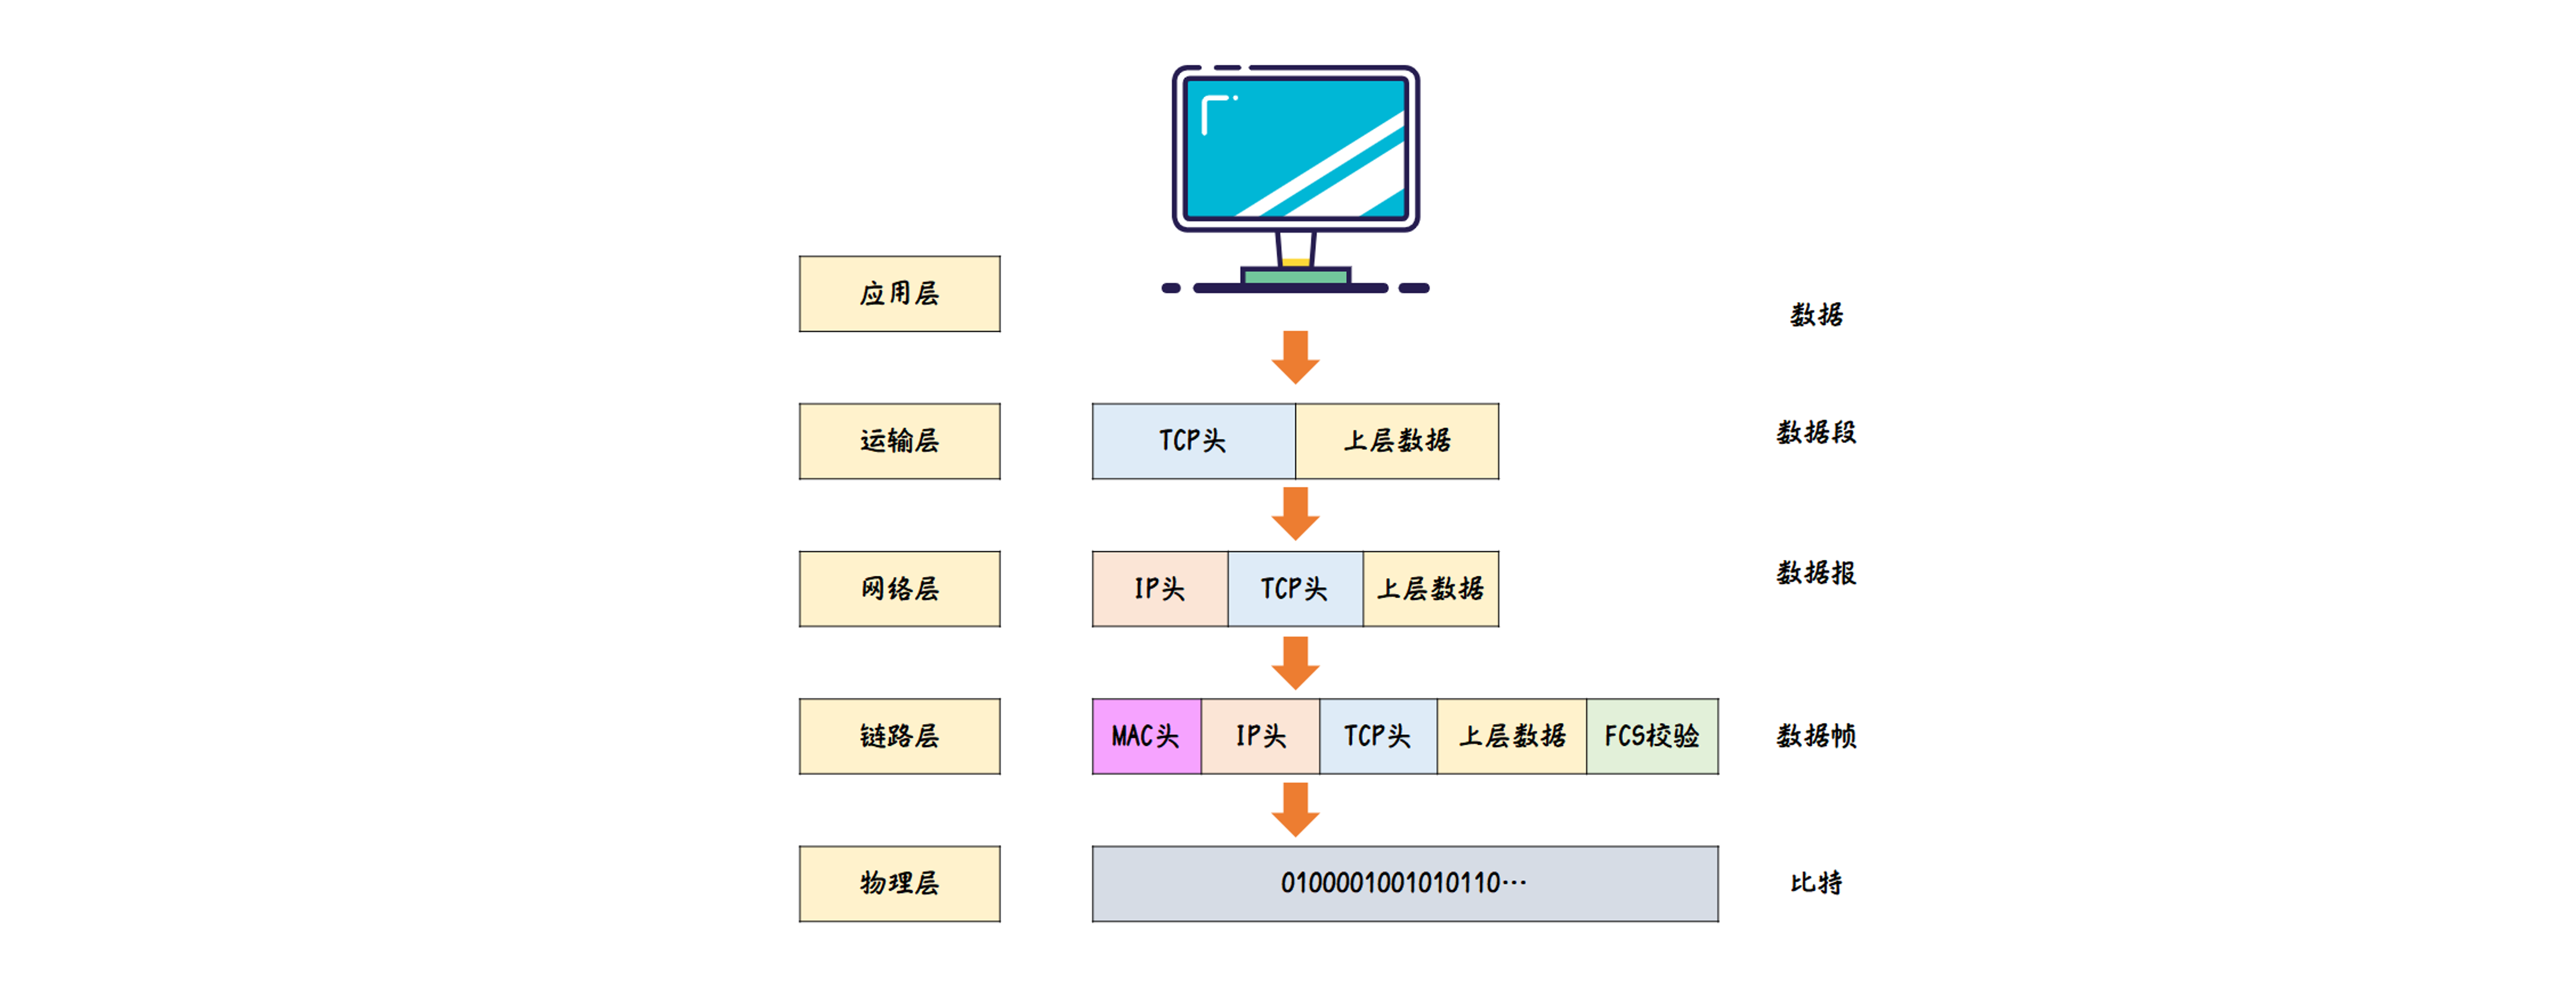 应用层
数据
运输层 TCP头 上层数据 数据段
网络层 IP头 TCP头 上层数据 数据报
链路层 MAC头 IP头 TCP头 上层数据 FCS校验 数据帧
物理层 0100001001010110… 比特